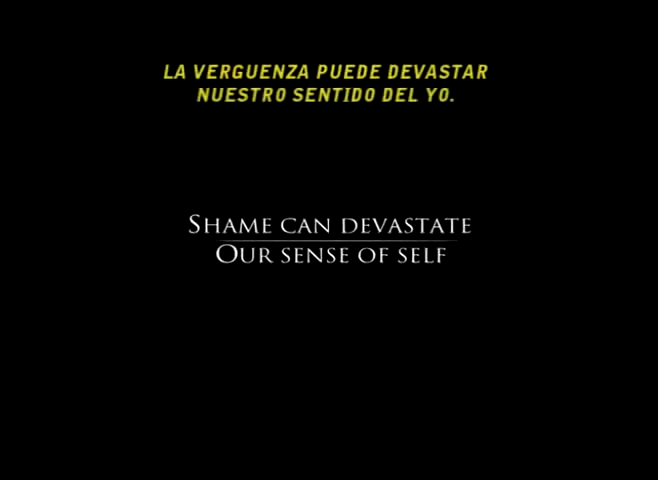 LA VERGUENZA PUEDE DEVASTAR
NUESTRO SENTIDO DEL YO.
SHAME CAN DEVASTATE
OUR SENSE OF SELF